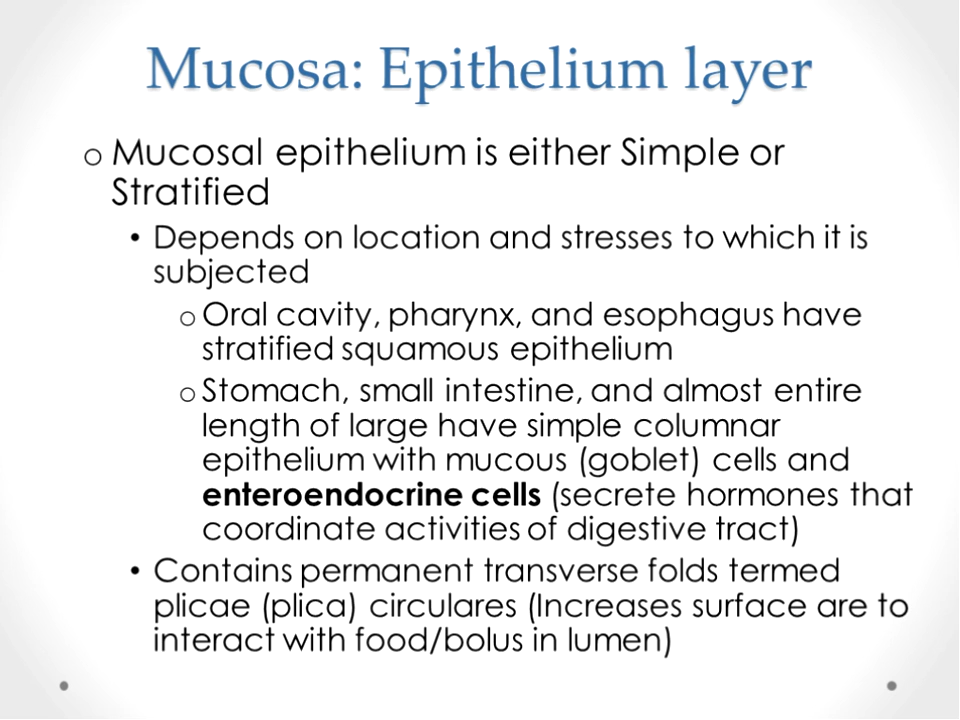 Mucosa: Epithelium layer
o Mucosal epithelium is either Simple or
Stratified
• Depends on location and stresses to which it is
subjected
o Oral cavity, pharynx, and esophagus have
stratified squamous epithelium
o Stomach, small intestine, and almost entire
length of large have simple columnar
epithelium with mucous (goblet) cells and
enteroendocrine cells (secrete hormones that
coordinate activities of digestive tract)
• Contains permanent transverse folds termed
plicae (plica) circulares (Increases surface are to
interact with food/bolus in lumen)